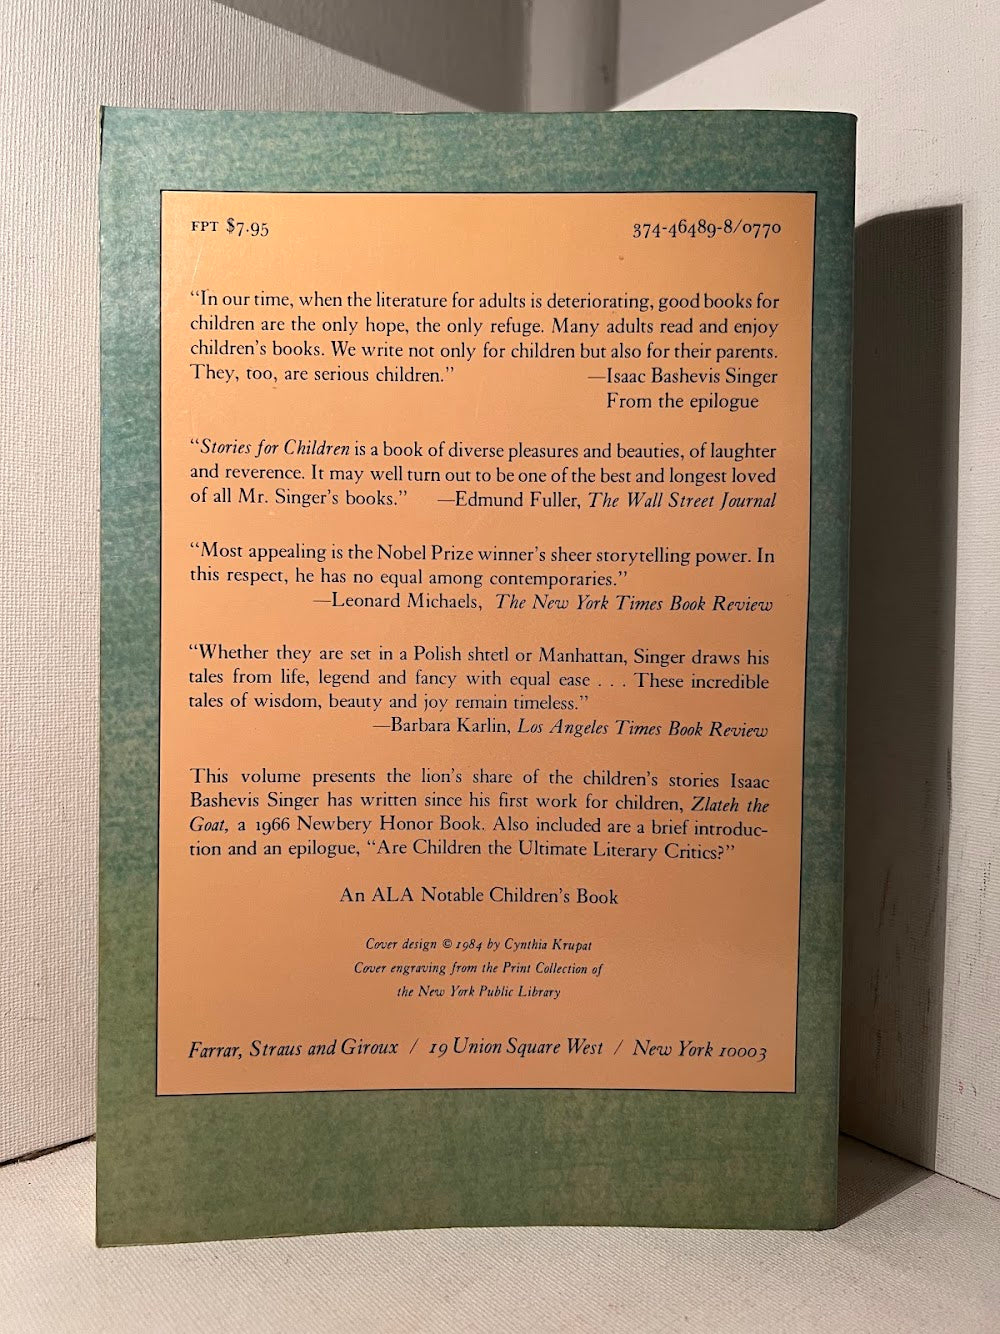 FPT $7.95 374-46489-8/0770
“In our time, when the literature for adults is deteriorating, good books for
children are the only hope, the only refuge. Many adults read and enjoy
children’s books. We write not only for children but also for their parents.
They, too, are serious children.” —Isaac Bashevis Singer
From the epilogue
“Stories for Children is a book of diverse pleasures and beauties, of laughter
and reverence. It may well turn out to be one of the best and longest loved
of all Mr. Singer’s books.” —Edmund Fuller, The Wall Street Journal
“Most appealing is the Nobel Prize winner’s sheer storytelling power. In
this respect, he has no equal among contemporaries.”
—Leonard Michaels, The New York Times Book Review
“Whether they are set in a Polish shtetl or Manhattan, Singer draws his
tales from life, legend and fancy with equal ease . . . These incredible
tales of wisdom, beauty and joy remain timeless.”
—Barbara Karlin, Los Angeles Times Book Review
This volume presents the lion’s share of the children’s stories Isaac
Bashevis Singer has written since his first work for children, Zlateh the
Goat, a 1966 Newbery Honor Book. Also included are a brief introduc-
tion and an epilogue, “Are Children the Ultimate Literary Critics?”
An ALA Notable Children’s Book
Cover design © 1984 by Cynthia Krupat
Cover engraving from the Print Collection of
the New York Public Library
Farrar, Straus and Giroux / 19 Union Square West / New York 10003